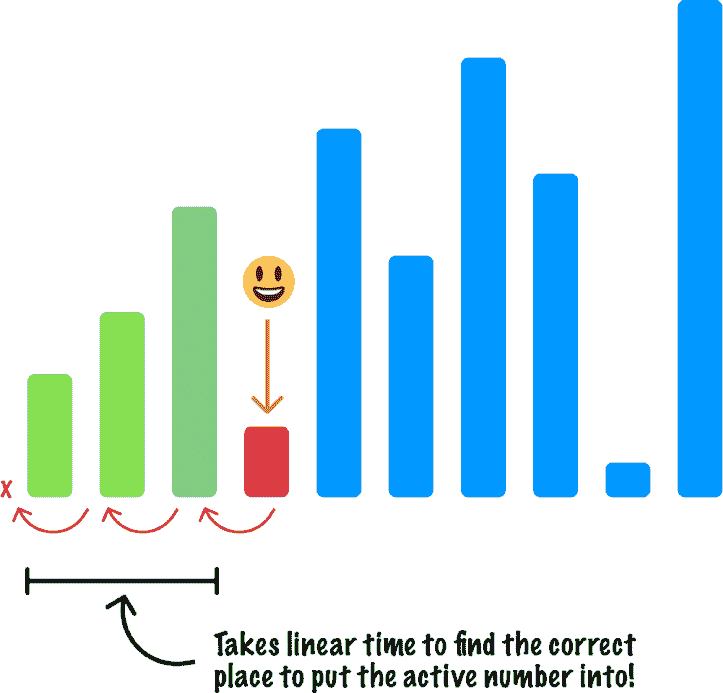 x
Takes linear time to find the correct
place to put the active number into!